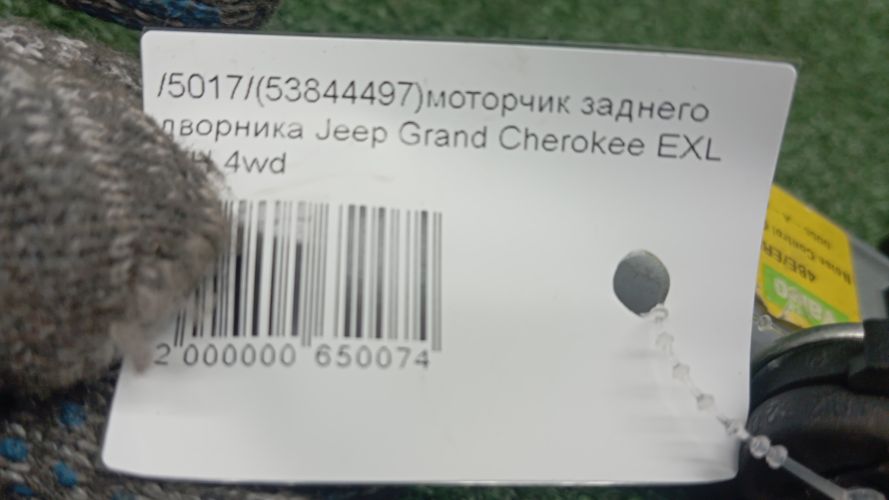 /5017/(53844497)моторчик заднего
дворника Jeep Grand Cherokee EXL
4wd
2 000000 650074